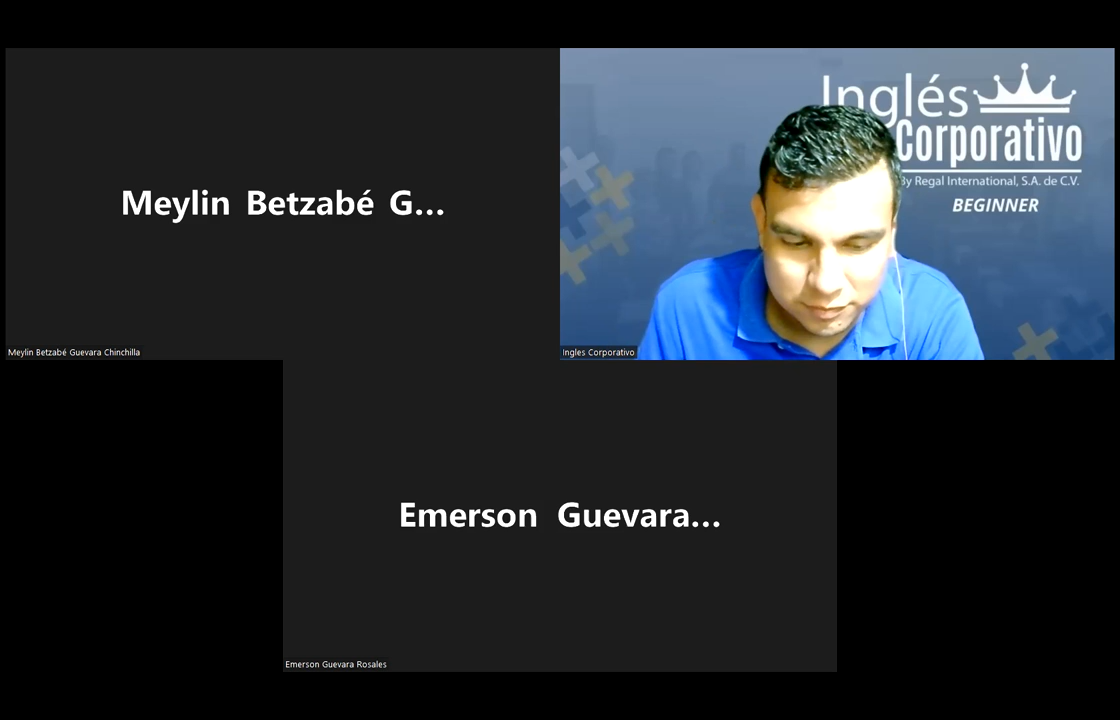 Meylin Betzabé G...
Meylin Betzabé Guevara Chinchilla
Inglés
Corporativo
By Regal International, S.A. de C.V.
BEGINNER
Ingles Corporativo
Emerson Guevara...
Emerson Guevara Rosales